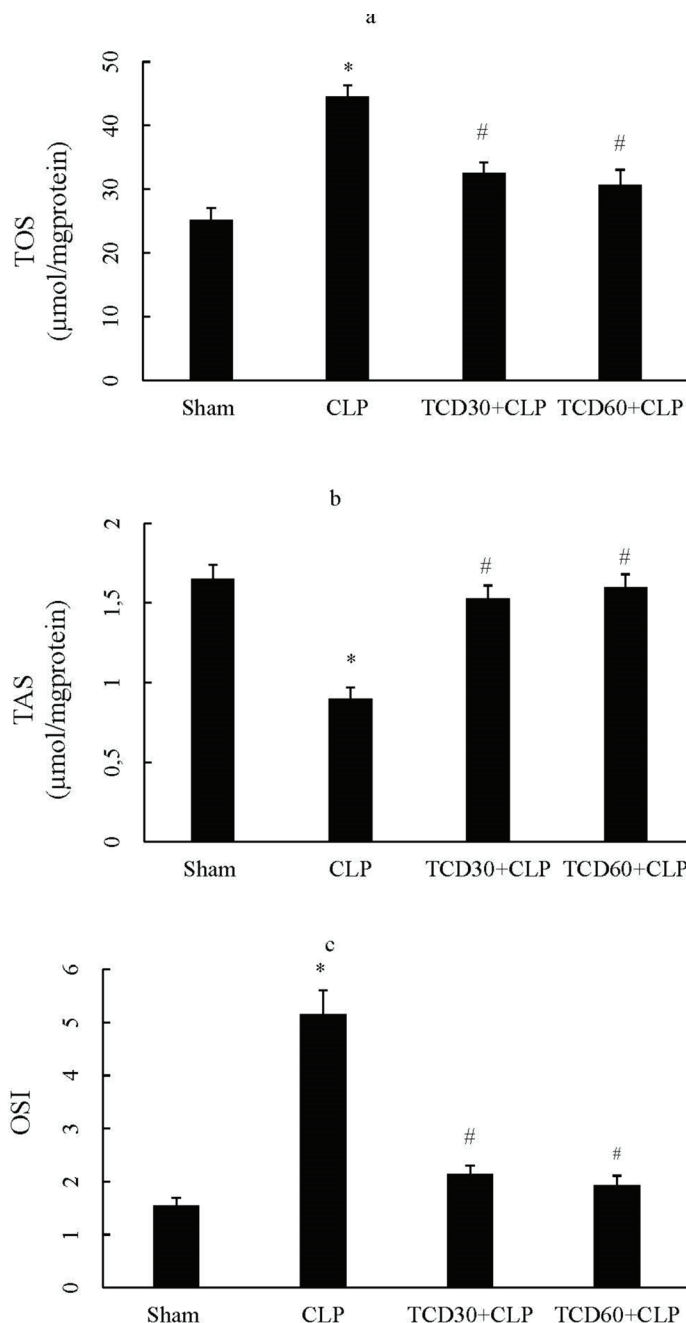 a
50
40
30
20
10
0
TOS
(µmol/mgprotein)
*
#
#
Sham CLP TCD30+CLP TCD60+CLP
b
2
1,5
1
0,5
0
TAS
(µmol/mgprotein)
*
#
#
Sham CLP TCD30+CLP TCD60+CLP
c
6
5
4
3
2
1
0
OSI
*
#
#
Sham CLP TCD30+CLP TCD60+CLP